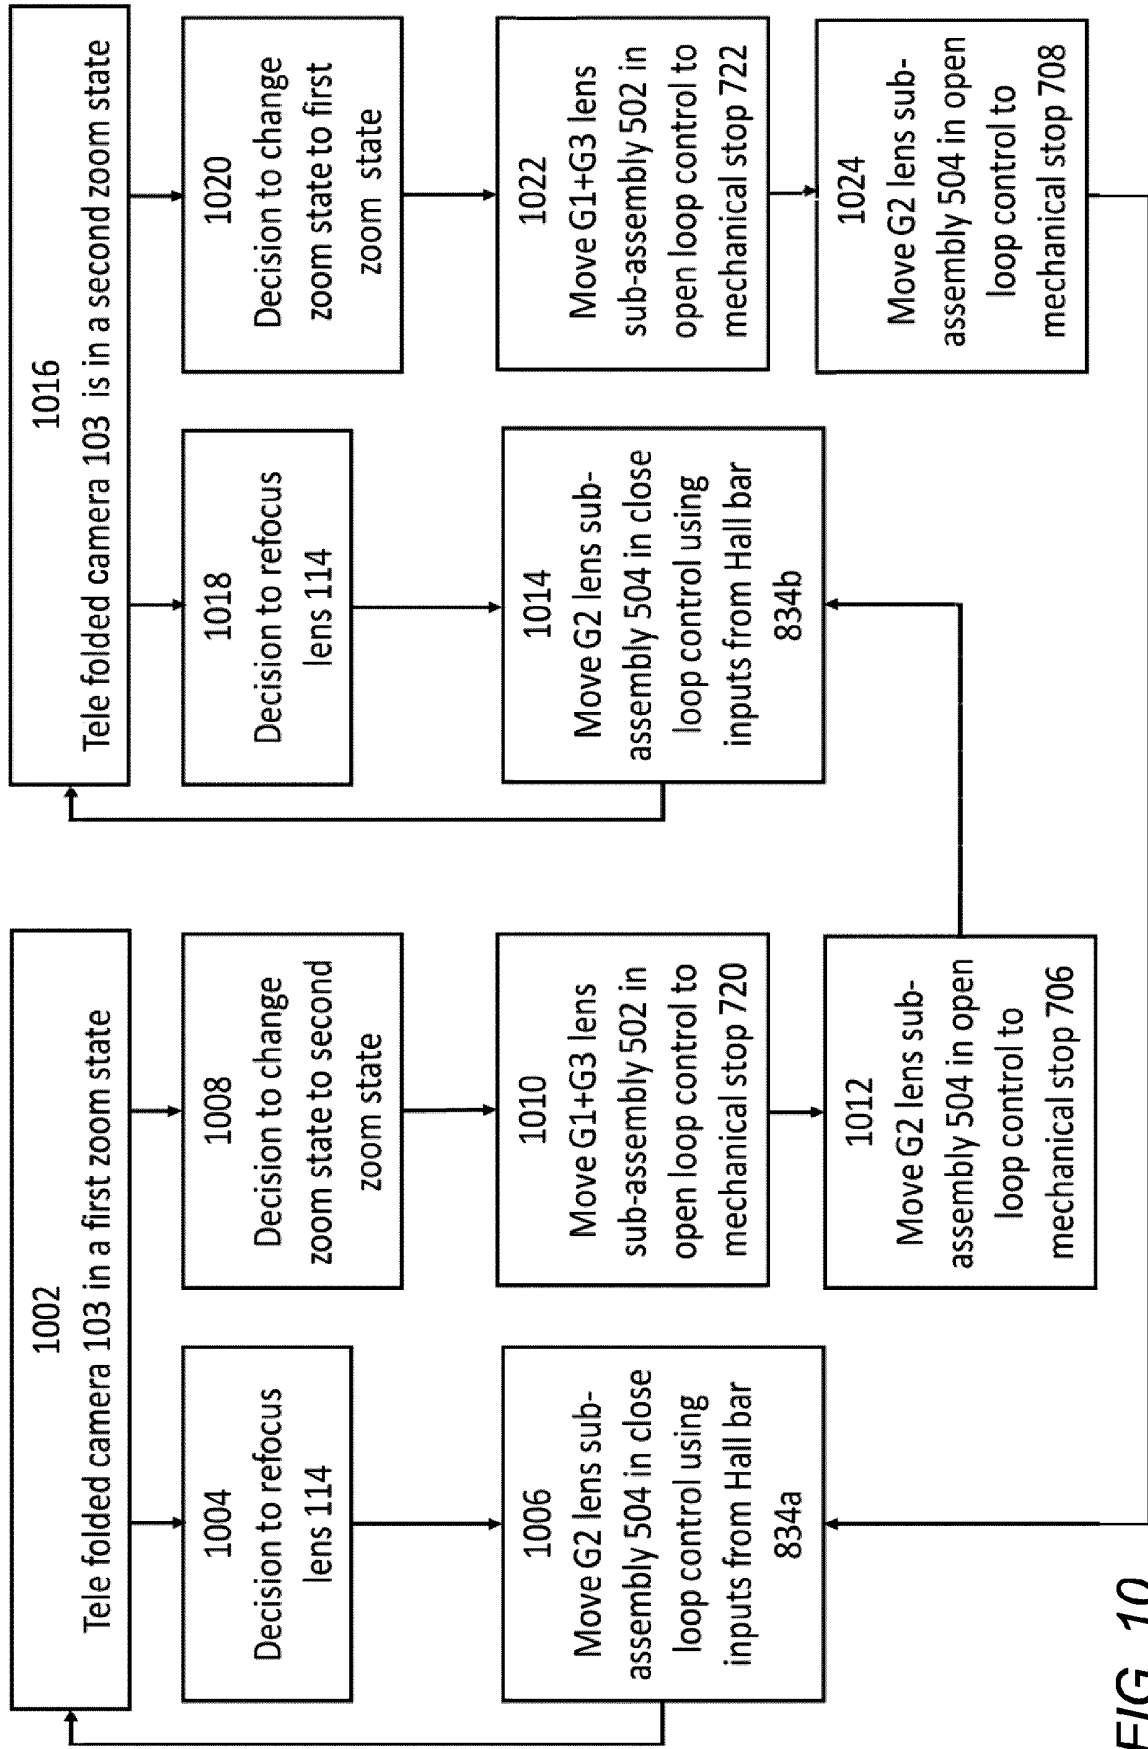 1002
Tele folded camera 103 in a first zoom state
1004
Decision to refocus
lens 114
1006
Move G2 lens sub-
assembly 504 in close
loop control using
inputs from Hall bar
834a
1008
Decision to change
zoom state to second
zoom state
1010
Move G1+G3 lens
sub-assembly 502 in
open loop control to
mechanical stop 720
1012
Move G2 lens sub-
assembly 504 in open
loop control to
mechanical stop 706
1016
Tele folded camera 103 is in a second zoom state
1018
Decision to refocus
lens 114
1014
Move G2 lens sub-
assembly 504 in close
loop control using
inputs from Hall bar
834b
1020
Decision to change
zoom state to first
zoom state
1022
Move G1+G3 lens
sub-assembly 502 in
open loop control to
mechanical stop 722
1024
Move G2 lens sub-
assembly 504 in open
loop control to
mechanical stop 708
FIG. 10